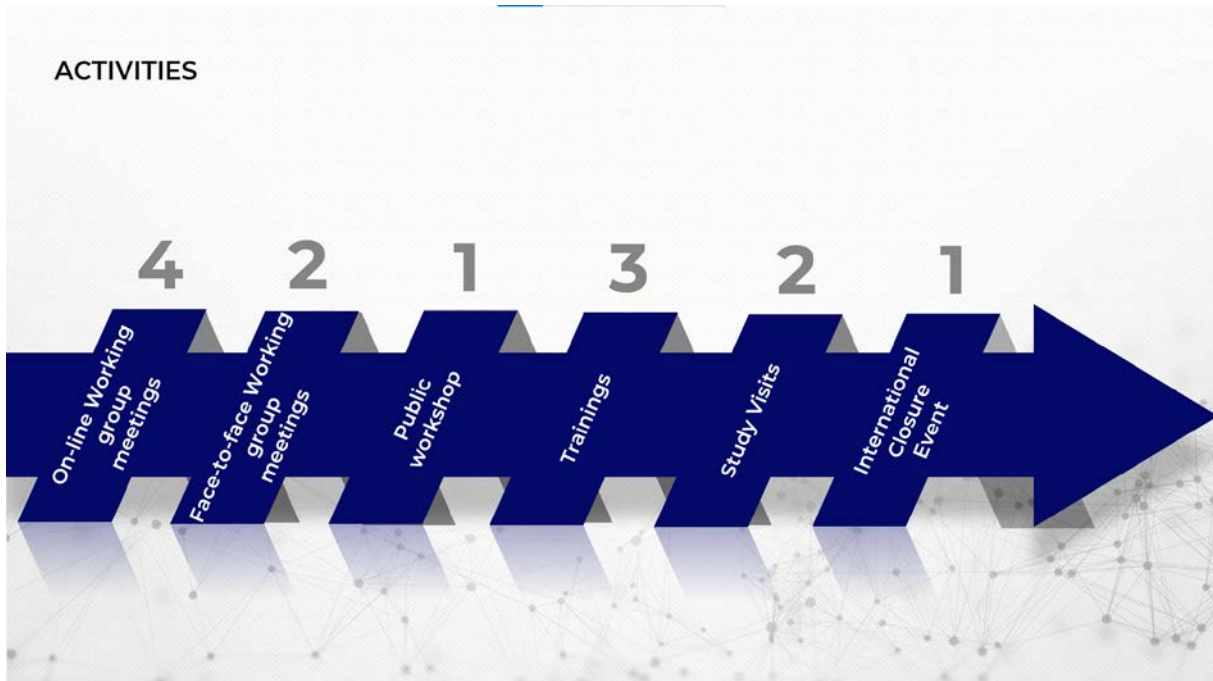 ACTIVITIES
4
2
1
3
2
1
On-line Working
group
meetings
Face-to-face Working
group
meetings
Public
workshop
Trainings
Study Visits
International
Closure
Event